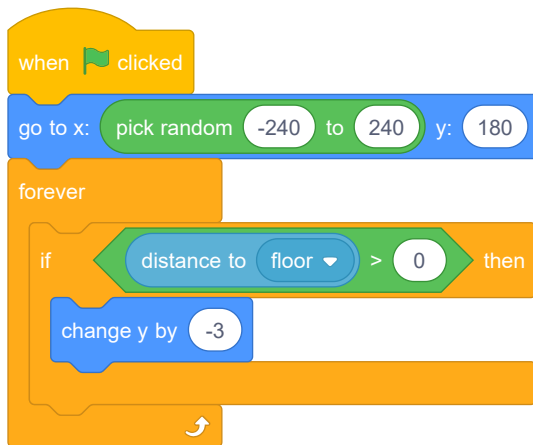 when clicked
go to x: pick random -240 to 240 y: 180
forever
if distance to floor > 0 then
change y by -3